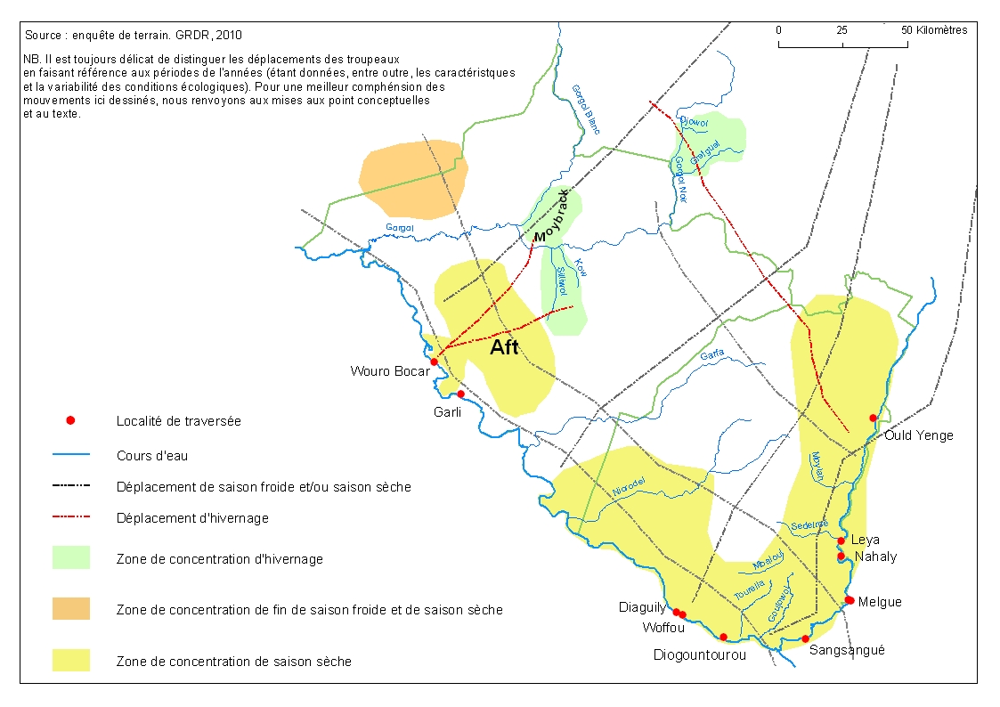 Source : enquête de terrain. GRDR, 2010
NB. Il est toujours délicat de distinguer les déplacements des troupeaux
en faisant référence aux périodes de l'années (étant données, entre outre, les caractéristques
et la variabilité des conditions écologiques). Pour une meilleur comphénsion des
mouvements ici dessinés, nous renvoyons aux mises aux point conceptuelles
et au texte.
0 25 50 Kilomètres
Gorgol Blanc
Djowol
Gelguel
Gorgol Noir
Moybrack
Gorgol
Kow
Silliwol
Aft
Wouro Bocar
Garli
Garfa
Ould Yenge
Moylan
Niorodel
Sedelme
Leya
Nahaly
Mbalou
Tourella
Goujowol
Melgue
Diaguily
Woffou
Diogountourou
Sangsangué
Localité de traversée
Cours d'eau
Déplacement de saison froide et/ou saison sèche
Déplacement d'hivernage
Zone de concentration d'hivernage
Zone de concentration de fin de saison froide et de saison sèche
Zone de concentration de saison sèche